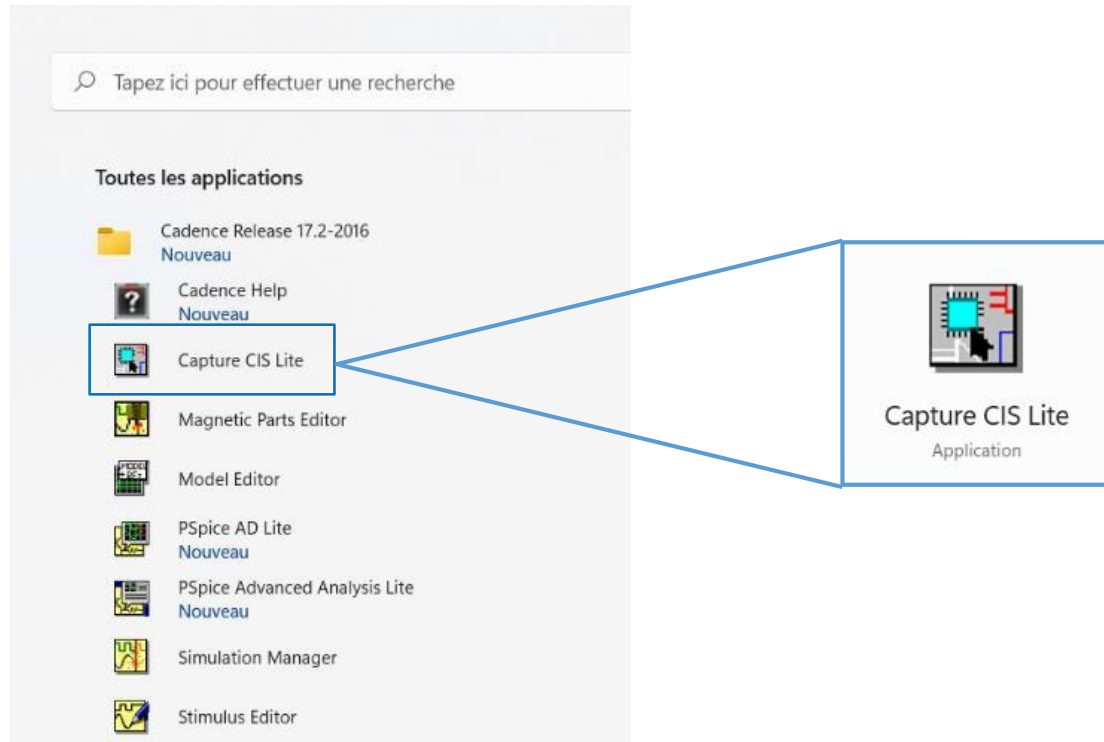 Tapez ici pour effectuer une recherche
Toutes les applications
Cadence Release 17.2-2016
Nouveau
Cadence Help
Nouveau
Capture CIS Lite
Magnetic Parts Editor
Model Editor
PSpice AD Lite
Nouveau
PSpice Advanced Analysis Lite
Nouveau
Simulation Manager
Stimulus Editor
Capture CIS Lite
Application